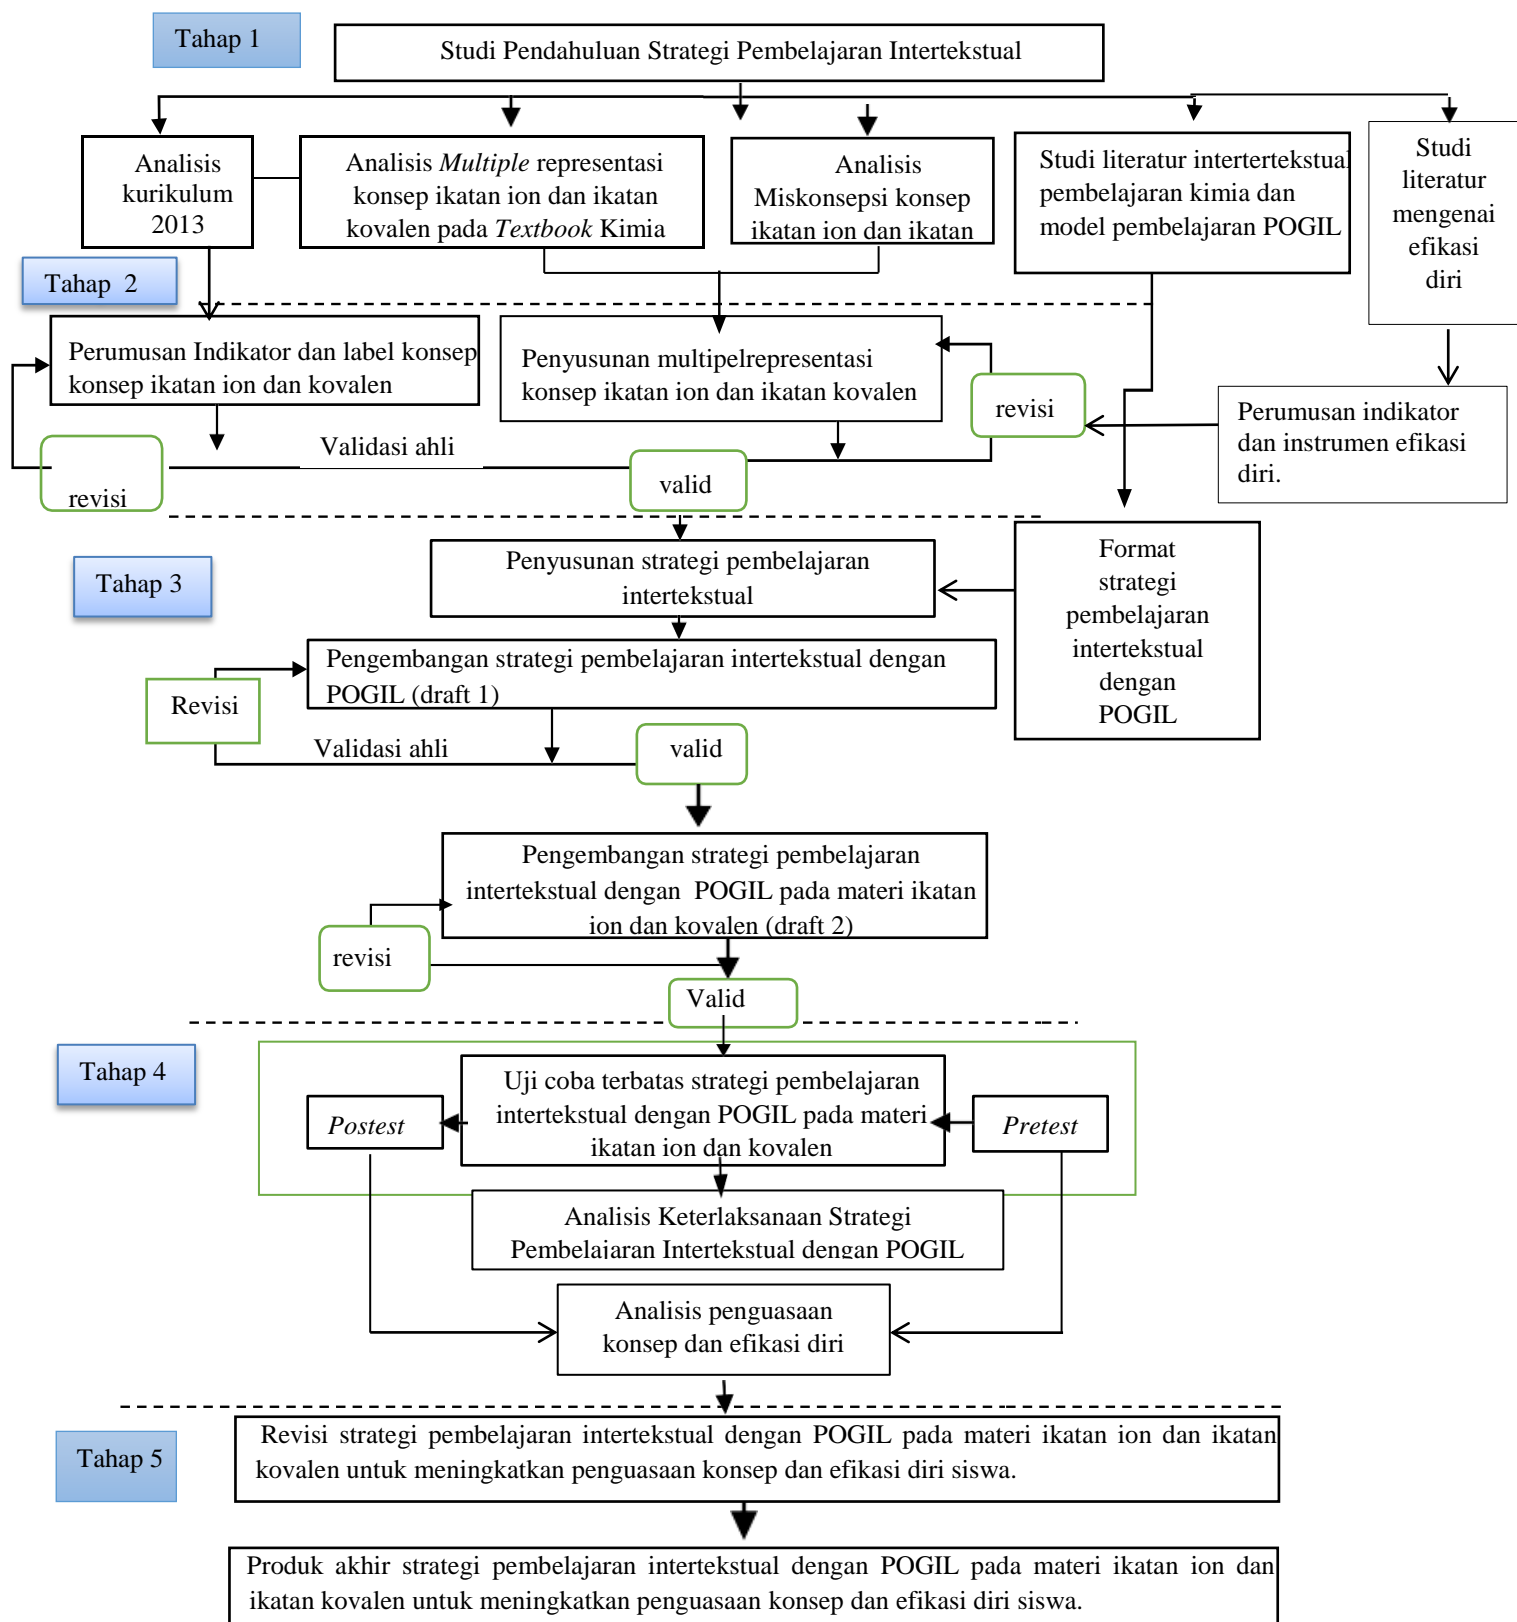 Tahap 1
Studi Pendahuluan Strategi Pembelajaran Intertekstual
Analisis
kurikulum
2013
Analisis Multiple representasi
konsep ikatan ion dan ikatan
kovalen pada Textbook Kimia
Analisis
Miskonsepsi konsep
ikatan ion dan ikatan
Studi literatur intertertekstual
pembelajaran kimia dan
model pembelajaran POGIL
Studi
literatur
mengenai
efikasi
diri
Tahap 2
Perumusan Indikator dan label konsep
konsep ikatan ion dan kovalen
Penyusunan multipelrepresentasi
konsep ikatan ion dan ikatan kovalen
revisi
Perumusan indikator
dan instrumen efikasi
diri.
Validasi ahli
revisi
valid
Tahap 3
Penyusunan strategi pembelajaran
intertekstual
Format
strategi
pembelajaran
intertekstual
dengan
POGIL
Pengembangan strategi pembelajaran intertekstual dengan
POGIL (draft 1)
Revisi
Validasi ahli
valid
Pengembangan strategi pembelajaran
intertekstual dengan POGIL pada materi ikatan
ion dan kovalen (draft 2)
revisi
Valid
Tahap 4
Uji coba terbatas strategi pembelajaran
intertekstual dengan POGIL pada materi
ikatan ion dan kovalen
Postest
Pretest
Analisis Keterlaksanaan Strategi
Pembelajaran Intertekstual dengan POGIL
Analisis penguasaan
konsep dan efikasi diri
Tahap 5
Revisi strategi pembelajaran intertekstual dengan POGIL pada materi ikatan ion dan ikatan
kovalen untuk meningkatkan penguasaan konsep dan efikasi diri siswa.
Produk akhir strategi pembelajaran intertekstual dengan POGIL pada materi ikatan ion dan
ikatan kovalen untuk meningkatkan penguasaan konsep dan efikasi diri siswa.